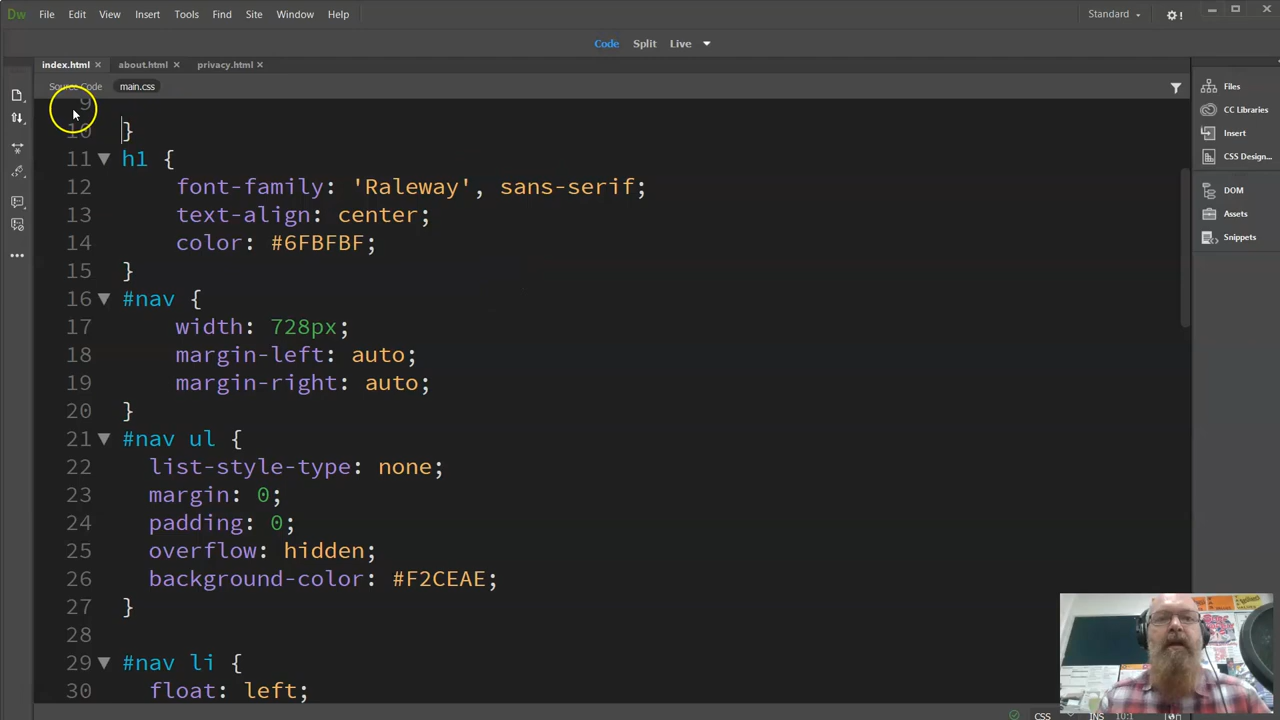 Dw File Edit View Insert Tools Find Site Window Help Standard
Code Split Live
index.html about.html privacy.html
Source Code main.css
9
10 }
11 h1 {
12 font-family: 'Raleway', sans-serif;
13 text-align: center;
14 color: #6FBFBF;
15 }
16 #nav {
17 width: 728px;
18 margin-left: auto;
19 margin-right: auto;
20 }
21 #nav ul {
22 list-style-type: none;
23 margin: 0;
24 padding: 0;
25 overflow: hidden;
26 background-color: #F2CEAE;
27 }
28
29 #nav li {
30 float: left;
Files
CC Libraries
Insert
CSS Design...
DOM
Assets
Snippets
CSS INS 10:1